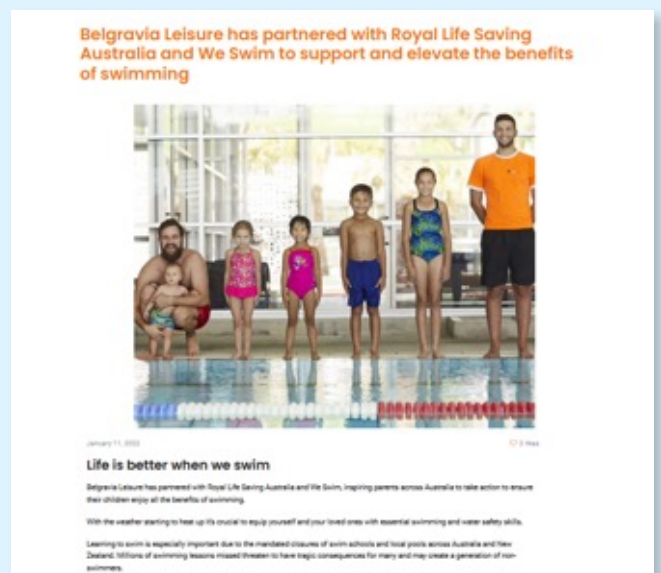 Belgravia Leisure has partnered with Royal Life Saving
Australia and We Swim to support and elevate the benefits
of swimming
January 11, 2022
Life is better when we swim
Belgravia Leisure has partnered with Royal Life Saving Australia and We Swim, inspiring parents across Australia to take action to ensure
their children enjoy all the benefits of swimming.
With the weather starting to heat up it's crucial to equip yourself and your loved ones with essential swimming and water safety skills.
Learning to swim is especially important due to the mandated closures of swim schools and local pools across Australia and New
Zealand. Millions of swimming lessons missed threaten to have tragic consequences for many and may create a generation of non-
swimmers.